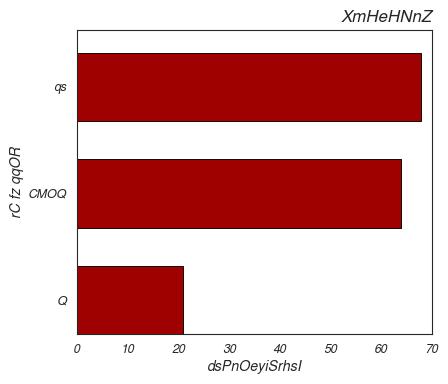 XmHeHNnZ
rC fz qqOR
qs
CMOQ
Q
0 10 20 30 40 50 60 70
dsPnOeyiSrhsI